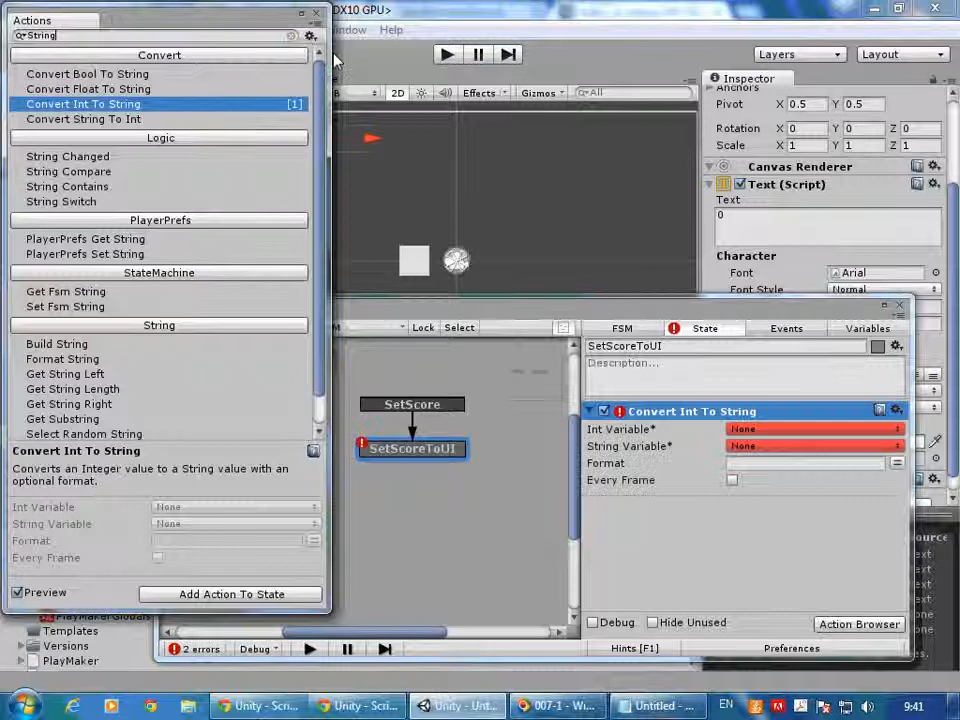 Actions
String
Convert
Convert Bool To String
Convert Float To String
Convert Int To String [1]
Convert String To Int
Logic
String Changed
String Compare
String Contains
String Switch
PlayerPrefs
PlayerPrefs Get String
PlayerPrefs Set String
StateMachine
Get Fsm String
Set Fsm String
String
Build String
Format String
Get String Left
Get String Length
Get String Right
Get Substring
Select Random String
Convert Int To String
Converts an Integer value to a String value with an
optional format.
Int Variable None
String Variable None
Format
Every Frame
Preview
Add Action To State
DX10 GPU>
indow Help
Layers Layout
2D Effects Gizmos All
Inspector
Anchors
Pivot X 0.5 Y 0.5
Rotation X 0 Y 0 Z 0
Scale X 1 Y 1 Z 1
Canvas Renderer
Text (Script)
Text
0
Character
Font Arial
Font Style Normal
M Lock Select
FSM State Events Variables
SetScore
SetScoreToUI
SetScoreToUI
Description...
Convert Int To String
Int Variable* None
String Variable* None
Format
Every Frame
Debug Hide Unused Action Browser
2 errors Debug
Hints [F1] Preferences
PlayMakerGlobals
Templates
Versions
PlayMaker
ource
ext
ext
ext
one
one
s.
Unity - Scri...
Unity - Scri...
Unity - Unt...
007-1 - Wi...
Untitled - ...
EN
9:41